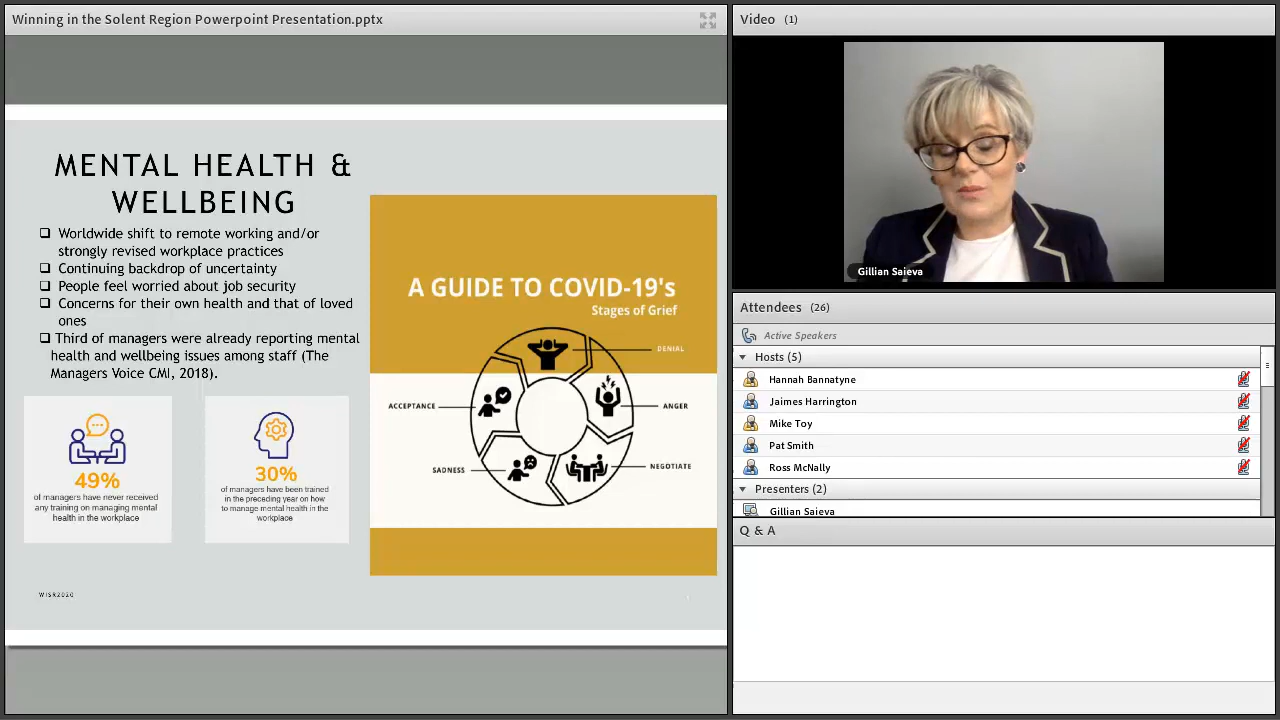 Winning in the Solent Region Powerpoint Presentation.pptx
MENTAL HEALTH &
WELLBEING
Worldwide shift to remote working and/or
strongly revised workplace practices
Continuing backdrop of uncertainty
People feel worried about job security
Concerns for their own health and that of loved
ones
Third of managers were already reporting mental
health and wellbeing issues among staff (The
Managers Voice CMI, 2018).
49%
of managers have never received
any training on managing mental
health in the workplace
30%
of managers have been trained
in the preceding year on how
to manage mental health in the
workplace
A GUIDE TO COVID-19's
Stages of Grief
DENIAL
ACCEPTANCE
ANGER
SADNESS
NEGOTIATE
WISR2020
Video (1)
Gillian Saieva
Attendees (26)
Active Speakers
Hosts (5)
Hannah Bannatyne
Jaimes Harrington
Mike Toy
Pat Smith
Ross McNally
Presenters (2)
Gillian Saieva
Q & A